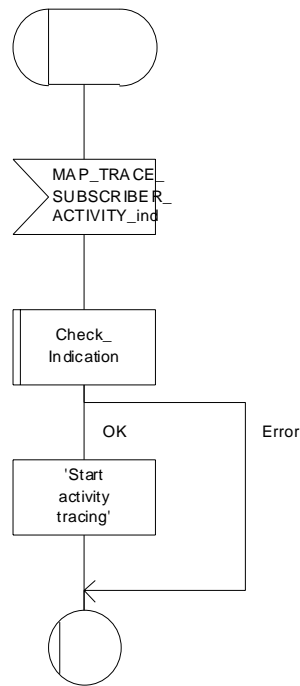 MAP_TRACE_
SUBSCRIBER_
ACTIVITY_ind
Check_
Indication
OK
Error
'Start
activity
tracing'